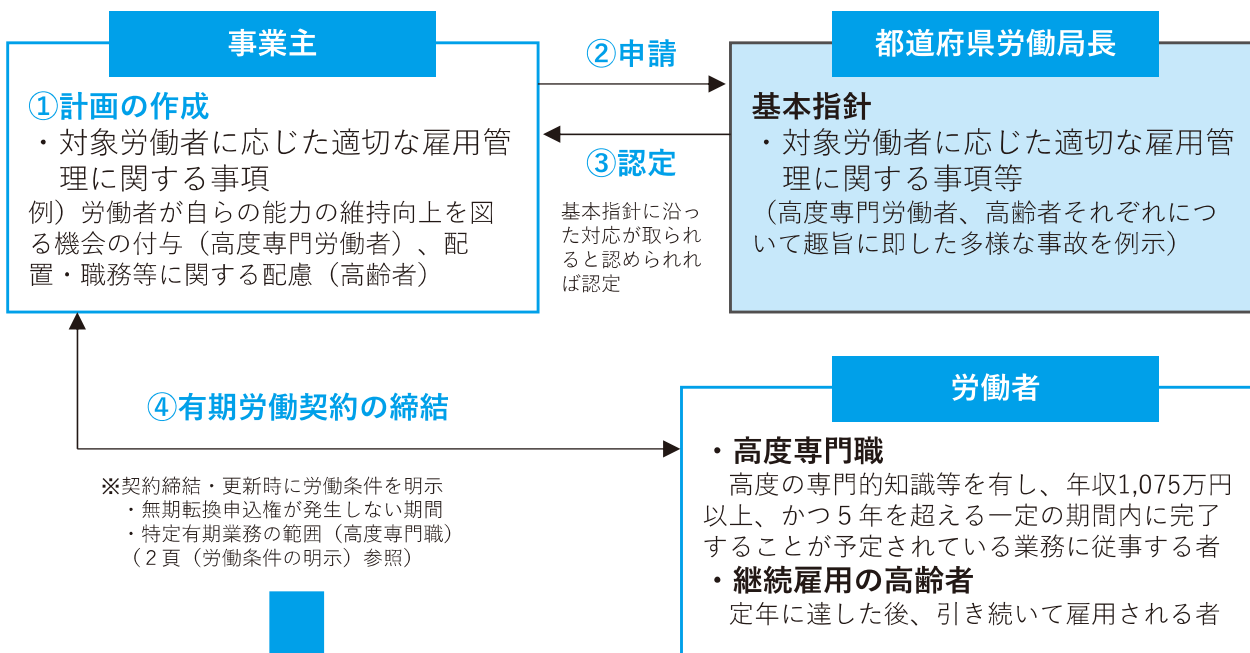 事業主
①計画の作成
・対象労働者に応じた適切な雇用管
理に関する事項
例）労働者が自らの能力の維持向上を図
る機会の付与（高度専門労働者）、配
置・職務等に関する配慮（高齢者）
②申請
③認定
基本指針に沿っ
た対応が取られ
ると認められれ
ば認定
都道府県労働局長
基本指針
・対象労働者に応じた適切な雇用管
理に関する事項等
（高度専門労働者、高齢者それぞれにつ
いて趣旨に即した多様な事故を例示）
④有期労働契約の締結
※契約締結・更新時に労働条件を明示
・無期転換申込権が発生しない期間
・特定有期業務の範囲（高度専門職）
（２頁（労働条件の明示）参照）
労働者
・高度専門職
高度の専門的知識等を有し、年収1,075万円
以上、かつ５年を超える一定の期間内に完了
することが予定されている業務に従事する者
・継続雇用の高齢者
定年に達した後、引き続いて雇用される者